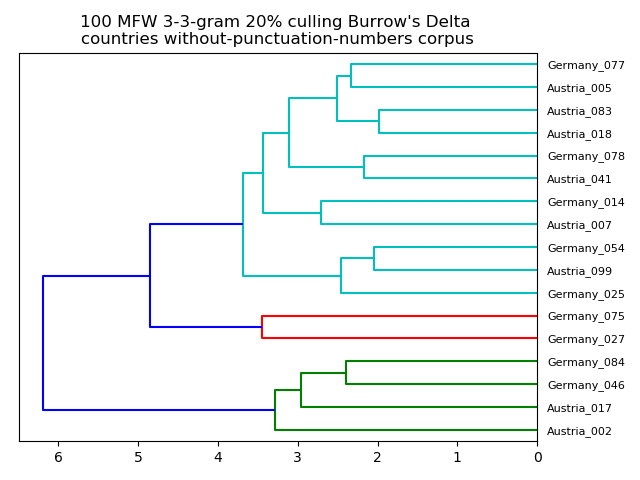 100 MFW 3-3-gram 20% culling Burrow's Delta
countries without-punctuation-numbers corpus
Germany_077
Austria_005
Austria_083
Austria_018
Germany_078
Austria_041
Germany_014
Austria_007
Germany_054
Austria_099
Germany_025
Germany_075
Germany_027
Germany_084
Germany_046
Austria_017
Austria_002
6 5 4 3 2 1 0